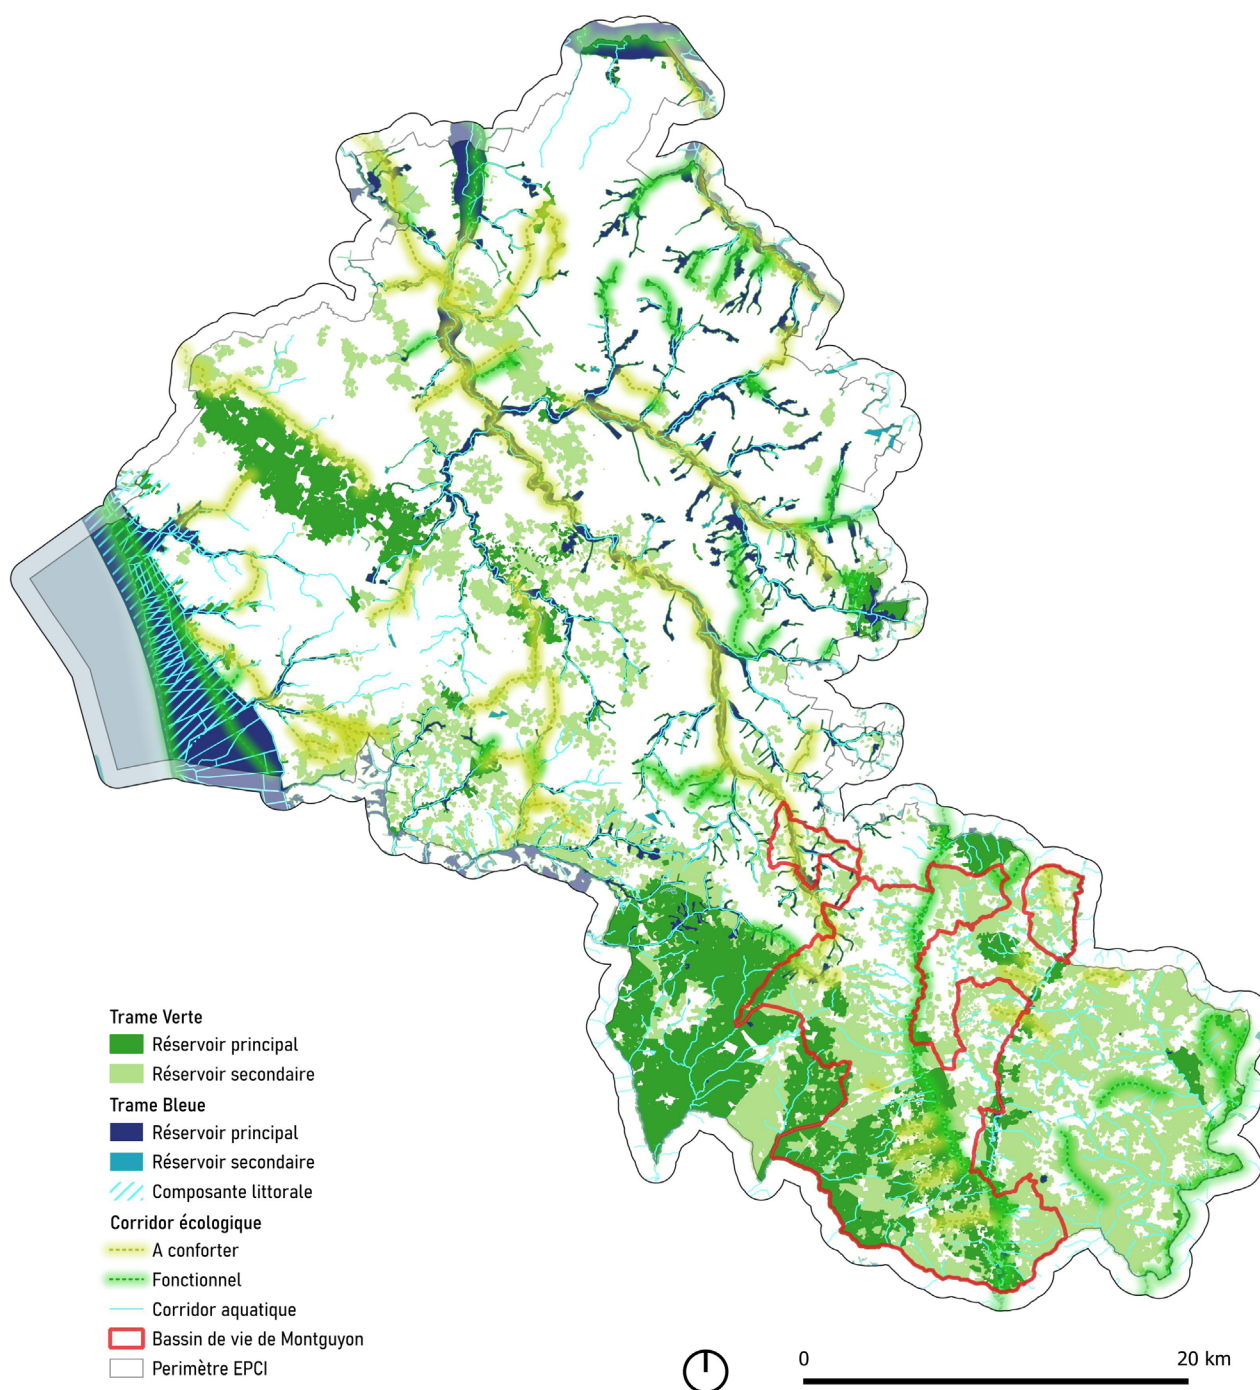 Trame Verte
Réservoir principal
Réservoir secondaire
Trame Bleue
Réservoir principal
Réservoir secondaire
Composante littorale
Corridor écologique
A conforter
Fonctionnel
Corridor aquatique
Bassin de vie de Montguyon
Perimètre EPCI
0 20 km